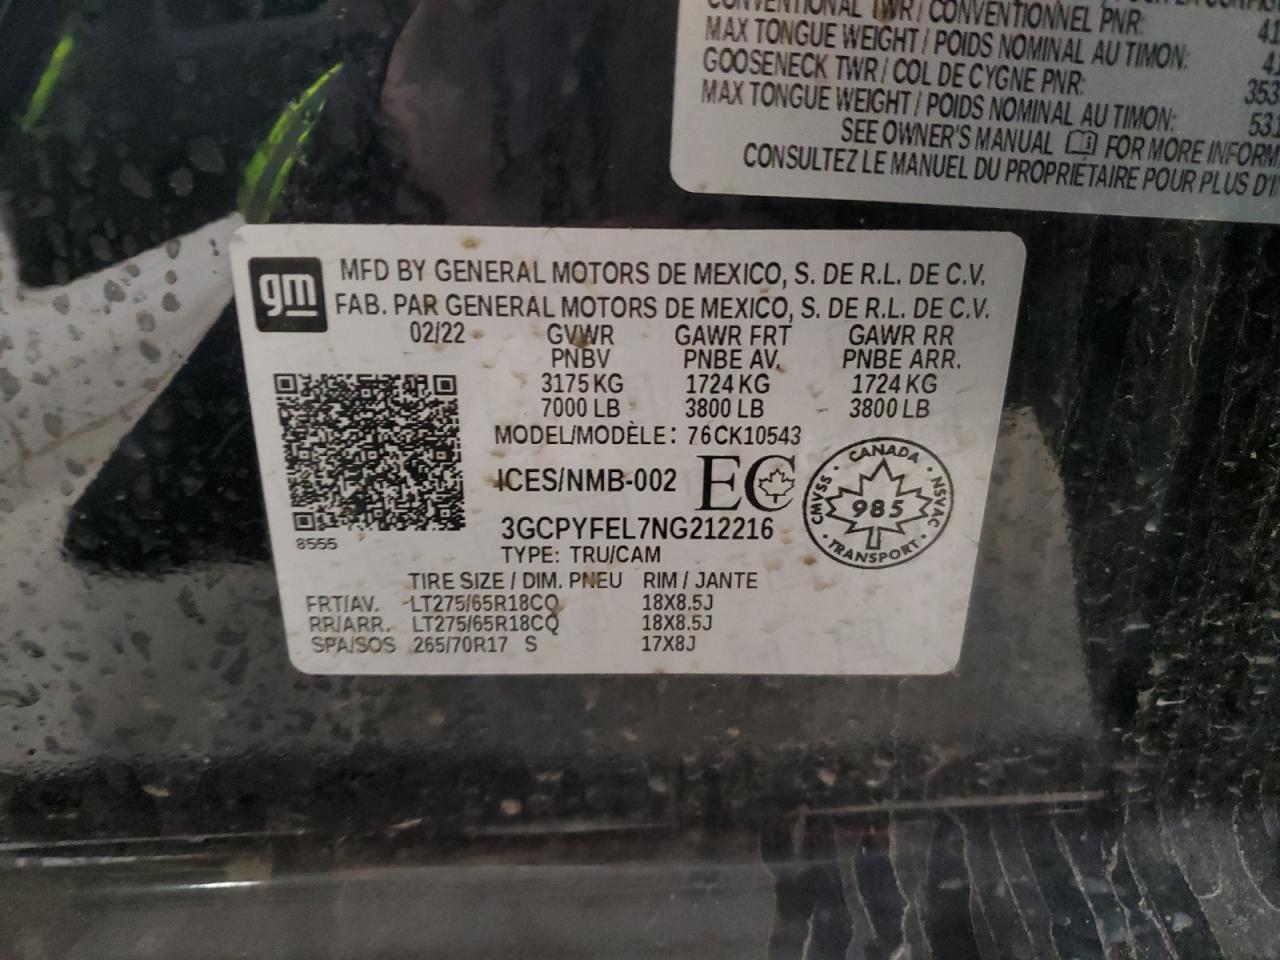 CONVENTIONAL TWR / CONVENTIONNEL PNR: 41
MAX TONGUE WEIGHT / POIDS NOMINAL AU TIMON: 41
GOOSENECK TWR / COL DE CYGNE PNR: 353
MAX TONGUE WEIGHT / POIDS NOMINAL AU TIMON: 531
SEE OWNER'S MANUAL FOR MORE INFORM
CONSULTEZ LE MANUEL DU PROPRIÉTAIRE POUR PLUS D'I
gm
MFD BY GENERAL MOTORS DE MEXICO, S. DE R.L. DE C.V.
FAB. PAR GENERAL MOTORS DE MEXICO, S. DE R.L. DE C.V.
02/22 GVWR GAWR FRT GAWR RR
PNBV PNBE AV. PNBE ARR.
3175 KG 1724 KG 1724 KG
7000 LB 3800 LB 3800 LB
MODEL/MODÈLE: 76CK10543
ICES/NMB-002 EC
CANADA
CMVSS 985 NSVAC
TRANSPORT
3GCPYFEL7NG212216
8555
TYPE: TRU/CAM
TIRE SIZE / DIM. PNEU RIM / JANTE
FRT/AV. LT275/65R18CQ 18X8.5J
RR/ARR. LT275/65R18CQ 18X8.5J
SPA/SOS 265/70R17 S 17X8J